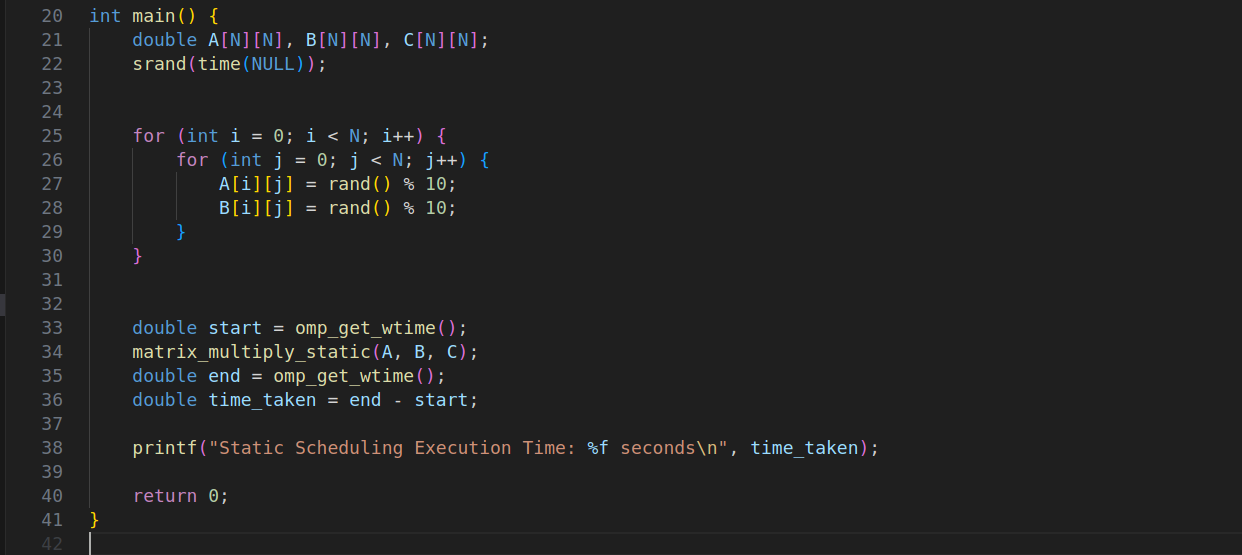 20 int main() {
21     double A[N][N], B[N][N], C[N][N];
22     srand(time(NULL));
23
24
25     for (int i = 0; i < N; i++) {
26         for (int j = 0; j < N; j++) {
27             A[i][j] = rand() % 10;
28             B[i][j] = rand() % 10;
29         }
30     }
31
32
33     double start = omp_get_wtime();
34     matrix_multiply_static(A, B, C);
35     double end = omp_get_wtime();
36     double time_taken = end - start;
37
38     printf("Static Scheduling Execution Time: %f seconds\n", time_taken);
39
40     return 0;
41 }
42